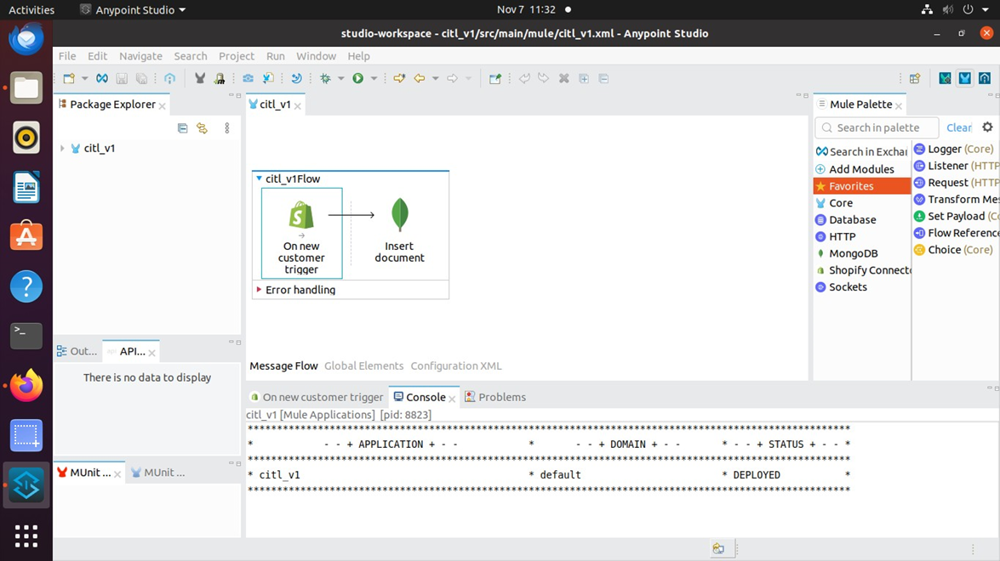 Activities
Anypoint Studio
Nov 7 11:32
studio-workspace - citl_v1/src/main/mule/citl_v1.xml - Anypoint Studio
File Edit Navigate Search Project Run Window Help
Package Explorer
citl_v1
citl_v1
citl_v1Flow
On new
customer
trigger
Insert
document
Error handling
Message Flow Global Elements Configuration XML
Mule Palette
Search in palette
Clear
Search in Exchar
Add Modules
Favorites
Core
Database
HTTP
MongoDB
Shopify Connecto
Sockets
Logger (Core)
Listener (HTTP
Request (HTTP
Transform Mes
Set Payload (Co
Flow Reference
Choice (Core)
Out...
API...
There is no data to display
MUnit ...
MUnit ...
On new customer trigger
Console
Problems
citl_v1 [Mule Applications] [pid: 8823]
* - - + APPLICATION + - - * - - + DOMAIN + - - * - - + STATUS + - - *
* citl_v1 * default * DEPLOYED *